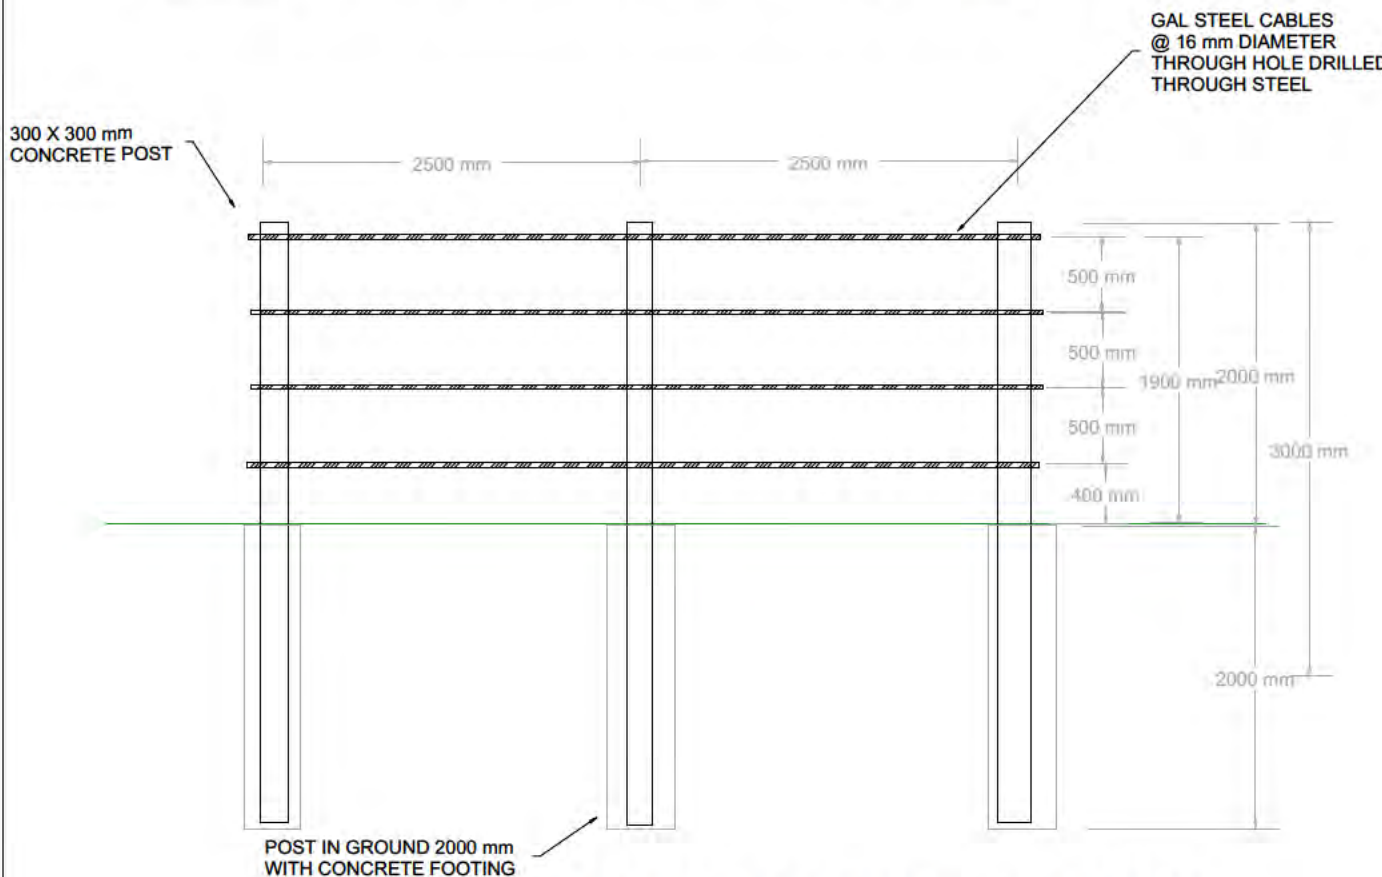 GAL STEEL CABLES
@ 16 mm DIAMETER
THROUGH HOLE DRILLED
THROUGH STEEL
300 X 300 mm
CONCRETE POST
2500 mm
2500 mm
500 mm
500 mm
1900 mm
2000 mm
500 mm
3000 mm
400 mm
2000 mm
POST IN GROUND 2000 mm
WITH CONCRETE FOOTING